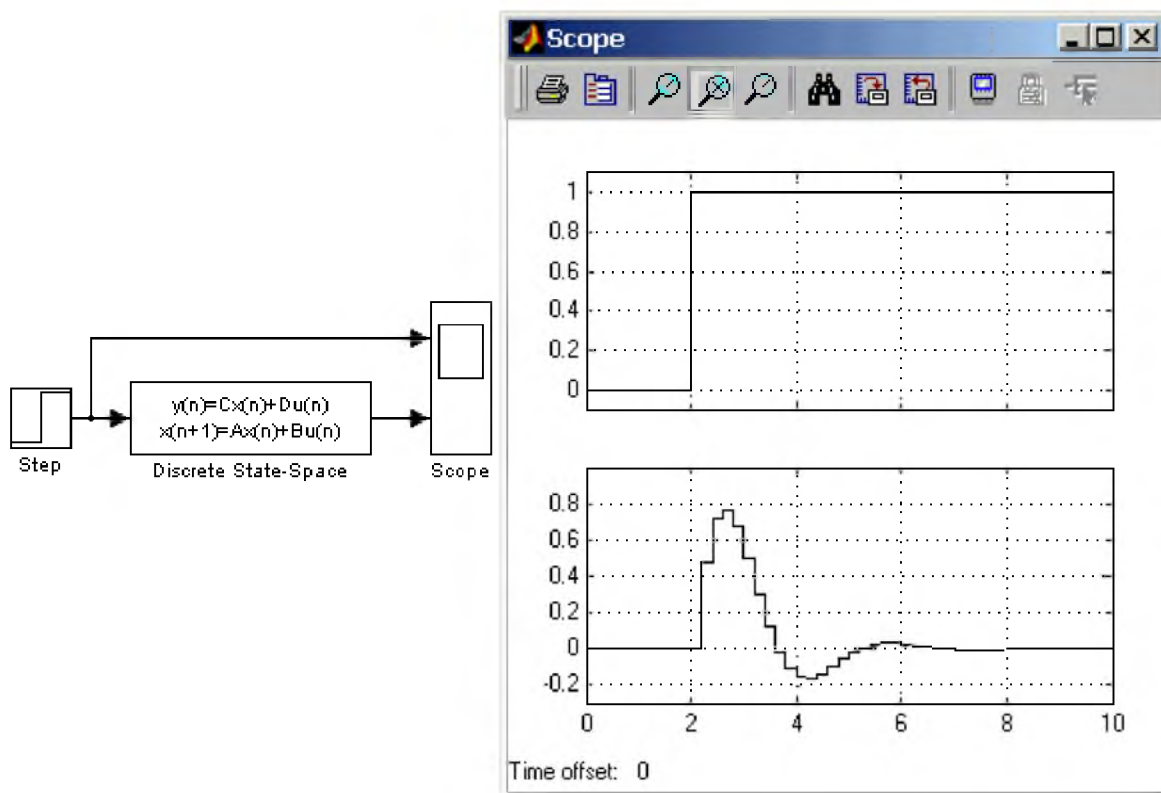 Scope
1
0.8
0.6
0.4
0.2
0
y(n)=Cx(n)+Du(n)
x(n+1)=Ax(n)+Bu(n)
Step
Discrete State-Space
Scope
0.8
0.6
0.4
0.2
0
-0.2
0 2 4 6 8 10
Time offset: 0